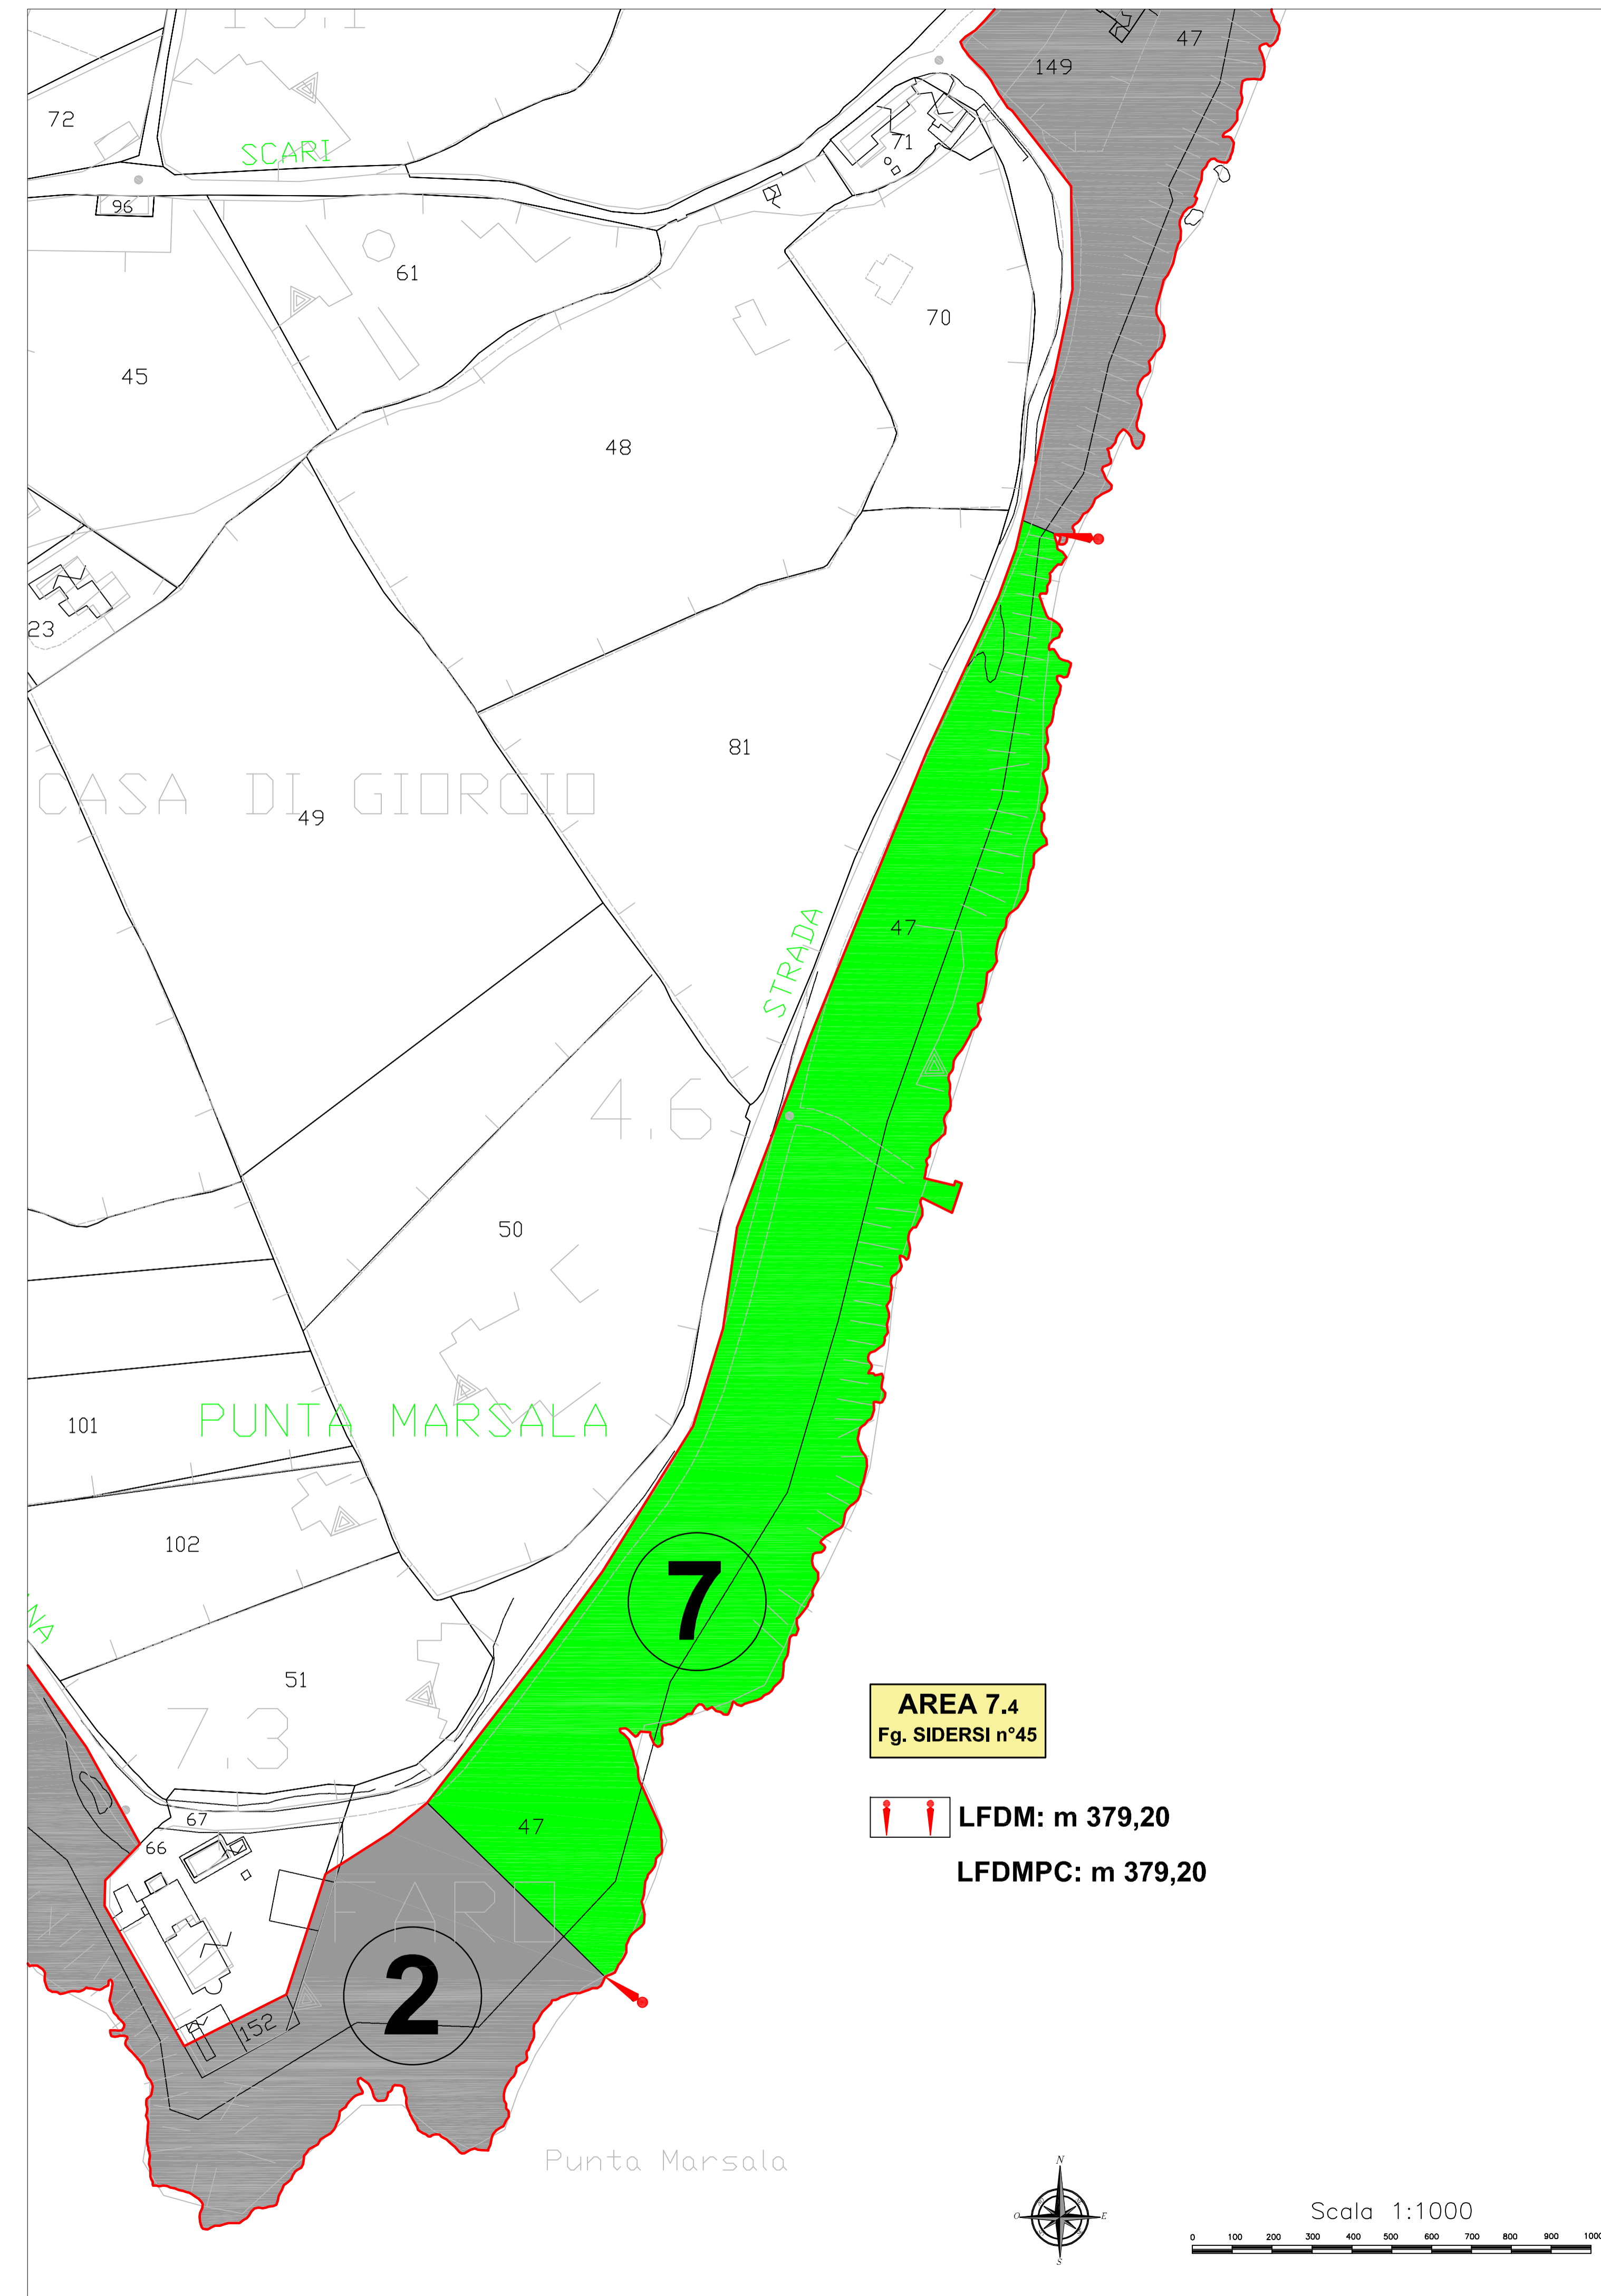 47
149
72
SCARI
71
96
61
70
45
48
23
81
CASA DI GIORGIO
49
47
STRADA
4.6
50
PUNTA MARSALA
101
102
7
51
7.3
AREA 7.4
Fg. SIDERSI n°45
LFDM: m 379,20
LFDMPC: m 379,20
67
47
66
FARO
2
152
Punta Marsala
N
O
E
S
Scala 1:1000
0 100 200 300 400 500 600 700 800 900 1000